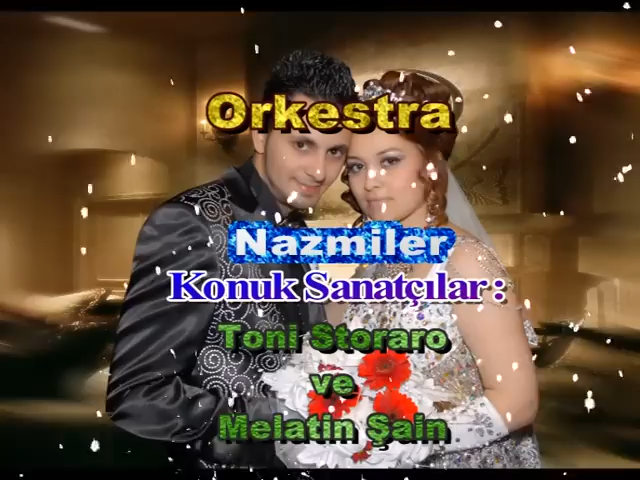 Orkestra
Nazmiler
Konuk Sanatçılar :
Toni Storaro
ve
Melatin Şain